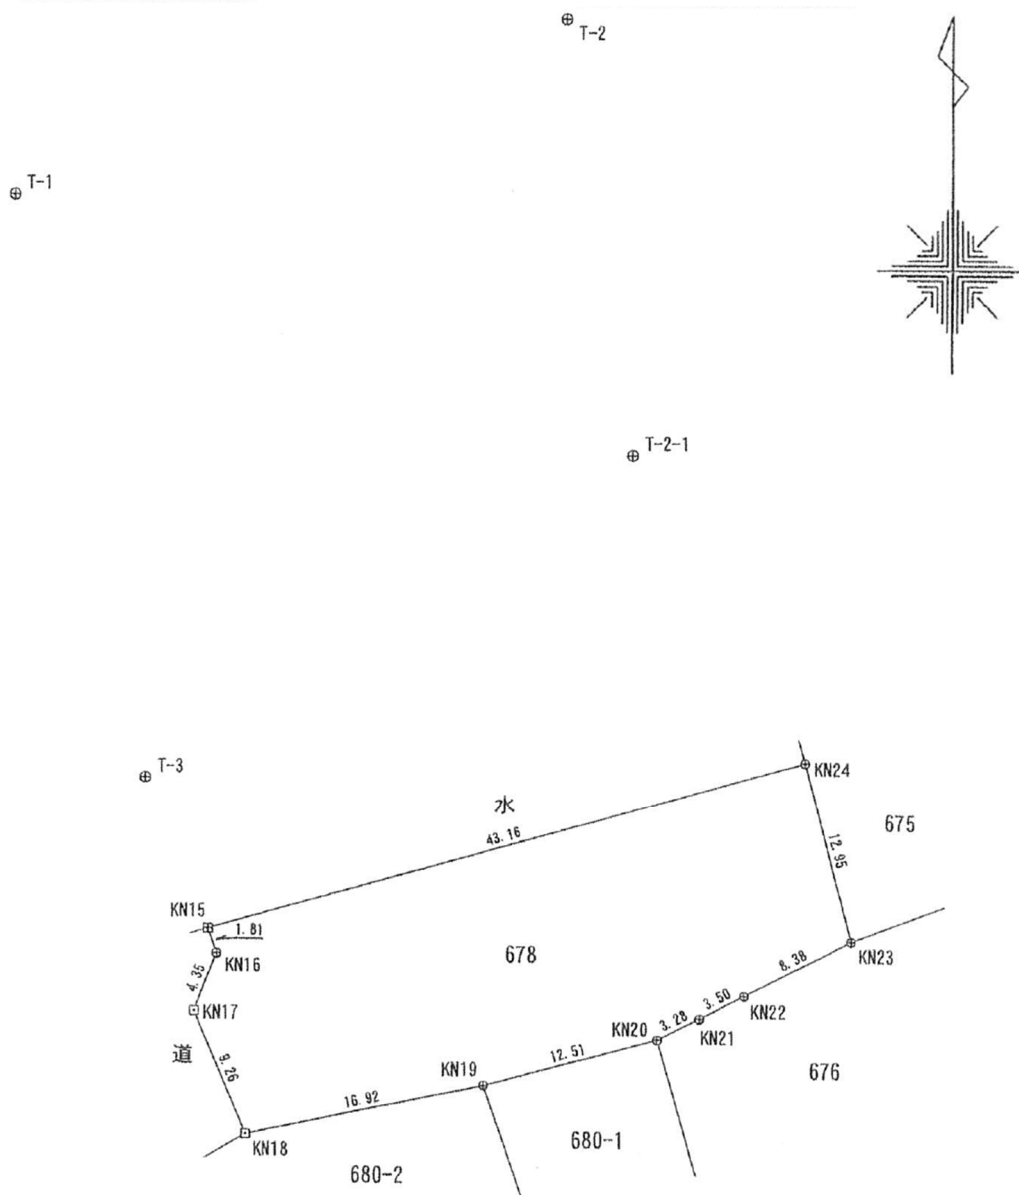 T-2
T-1
T-2-1
T-3
KN24
水
675
43.16
12.95
KN15
1.81
KN23
KN16
678
8.38
4.35
KN22
3.50
KN17
3.28
KN21
KN20
道
12.51
9.26
KN19
676
16.92
680-1
KN18
680-2